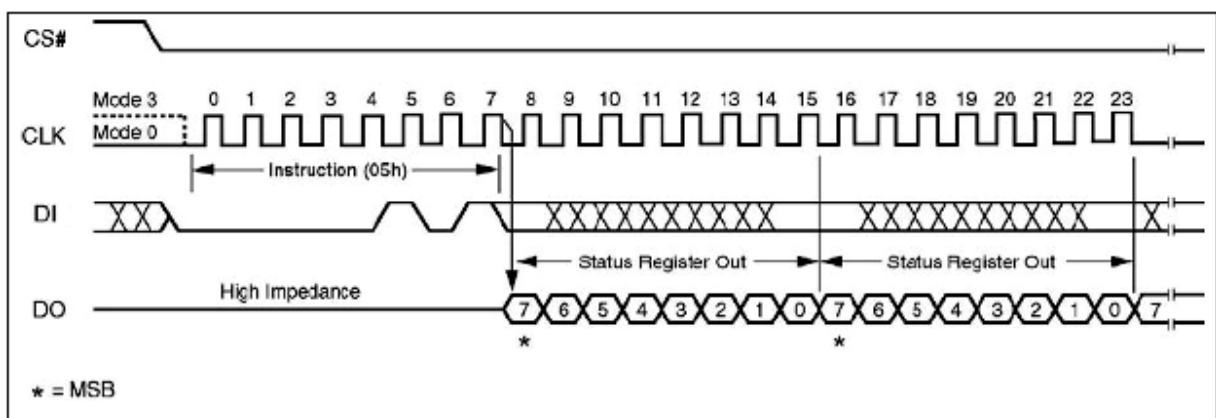 CS#
Mode 3 0 1 2 3 4 5 6 7 8 9 10 11 12 13 14 15 16 17 18 19 20 21 22 23
CLK Mode 0
Instruction (05h)
DI
Status Register Out Status Register Out
High Impedance
DO 7 6 5 4 3 2 1 0 7 6 5 4 3 2 1 0 7
* *
* = MSB